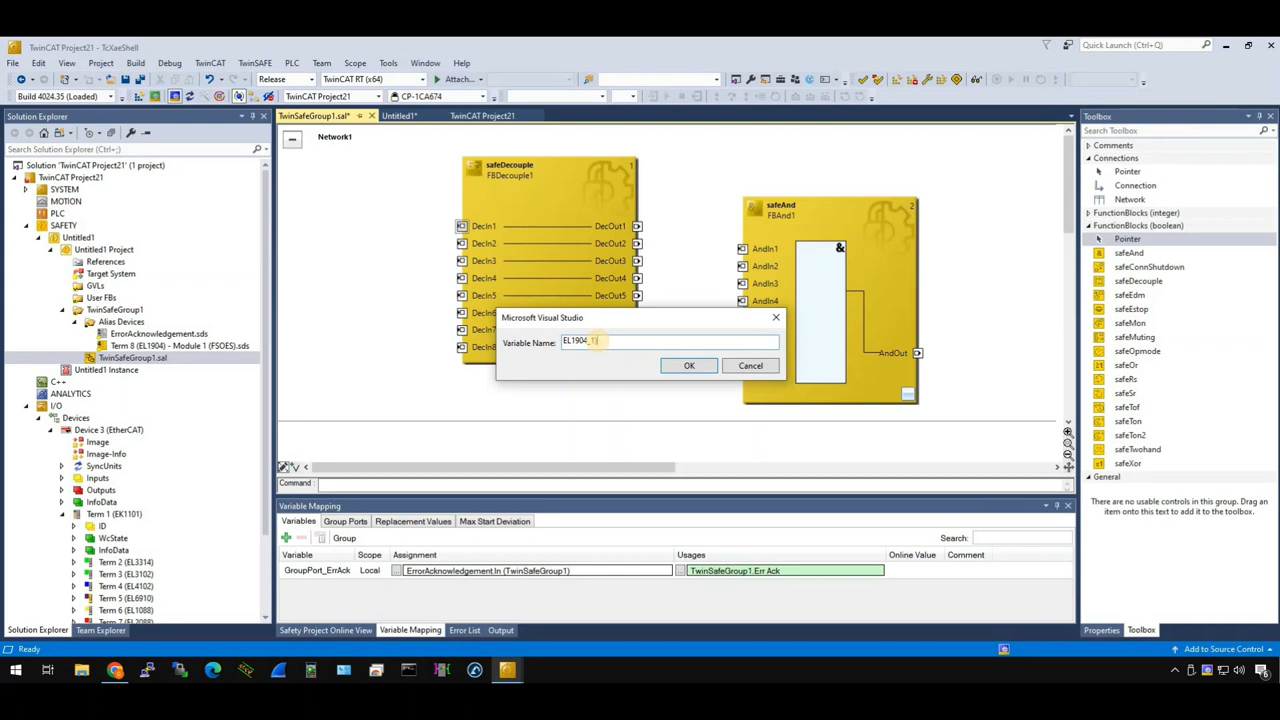 TwinCAT Project21 - TcXaeShell
Quick Launch (Ctrl+Q)
File Edit View Project Build Debug TwinCAT TwinSAFE PLC Team Scope Tools Window Help
Release TwinCAT RT (x64) Attach...
Build 4024.35 (Loaded) TwinCAT Project21 CP-1CA674
Solution Explorer
Search Solution Explorer (Ctrl+;)
Solution 'TwinCAT Project21' (1 project)
TwinCAT Project21
SYSTEM
MOTION
PLC
SAFETY
Untitled1
Untitled1 Project
References
Target System
GVLs
User FBs
TwinSafeGroup1
Alias Devices
ErrorAcknowledgement.sds
Term 8 (EL1904) - Module 1 (FSOES).sds
TwinSafeGroup1.sal
Untitled1 Instance
C++
ANALYTICS
I/O
Devices
Device 3 (EtherCAT)
Image
Image-Info
SyncUnits
Inputs
Outputs
InfoData
Term 1 (EK1101)
ID
WcState
InfoData
Term 2 (EL3314)
Term 3 (EL3102)
Term 4 (EL4102)
Term 5 (EL6910)
Term 6 (EL1088)
Solution Explorer Team Explorer
TwinSafeGroup1.sal* Untitled1* TwinCAT Project21
Network1
safeDecouple 1
FBDecouple1
DecIn1 DecOut1
DecIn2 DecOut2
DecIn3 DecOut3
DecIn4 DecOut4
DecIn5 DecOut5
safeAnd 2
FBAnd1
&
AndIn1
AndIn2
AndIn3
AndIn4
AndOut
Microsoft Visual Studio
Variable Name: EL1904_1)
OK Cancel
Command :
Variable Mapping
Variables Group Ports Replacement Values Max Start Deviation
Group Search:
Variable Scope Assignment Usages Online Value Comment
GroupPort_ErrAck Local ... ErrorAcknowledgement.In (TwinSafeGroup1) ... TwinSafeGroup1.Err Ack
Safety Project Online View Variable Mapping Error List Output
Toolbox
Search Toolbox
Comments
Connections
Pointer
Connection
Network
FunctionBlocks (integer)
FunctionBlocks (boolean)
Pointer
safeAnd
safeConnShutdown
safeDecouple
safeEdm
safeEstop
safeMon
safeMuting
safeOpmode
safeOr
safeRs
safeSr
safeTof
safeTon
safeTon2
safeTwohand
safeXor
General
There are no usable controls in this group. Drag an
item onto this text to add it to the toolbox.
Properties Toolbox
Ready
Add to Source Control
6